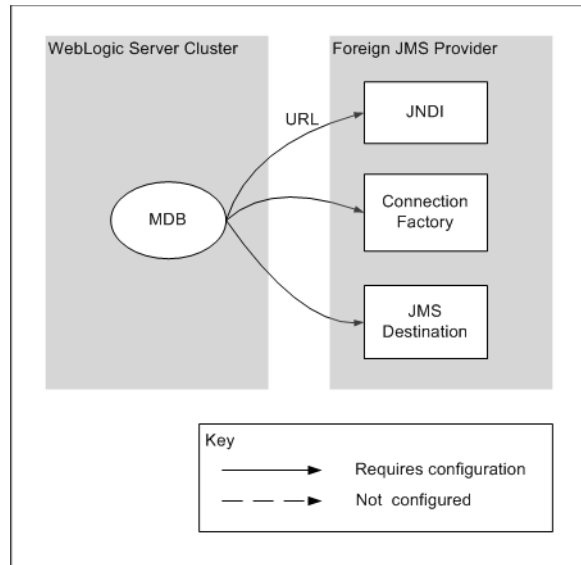 WebLogic Server Cluster
Foreign JMS Provider
URL
JNDI
MDB
Connection
Factory
JMS
Destination
Key
Requires configuration
Not configured